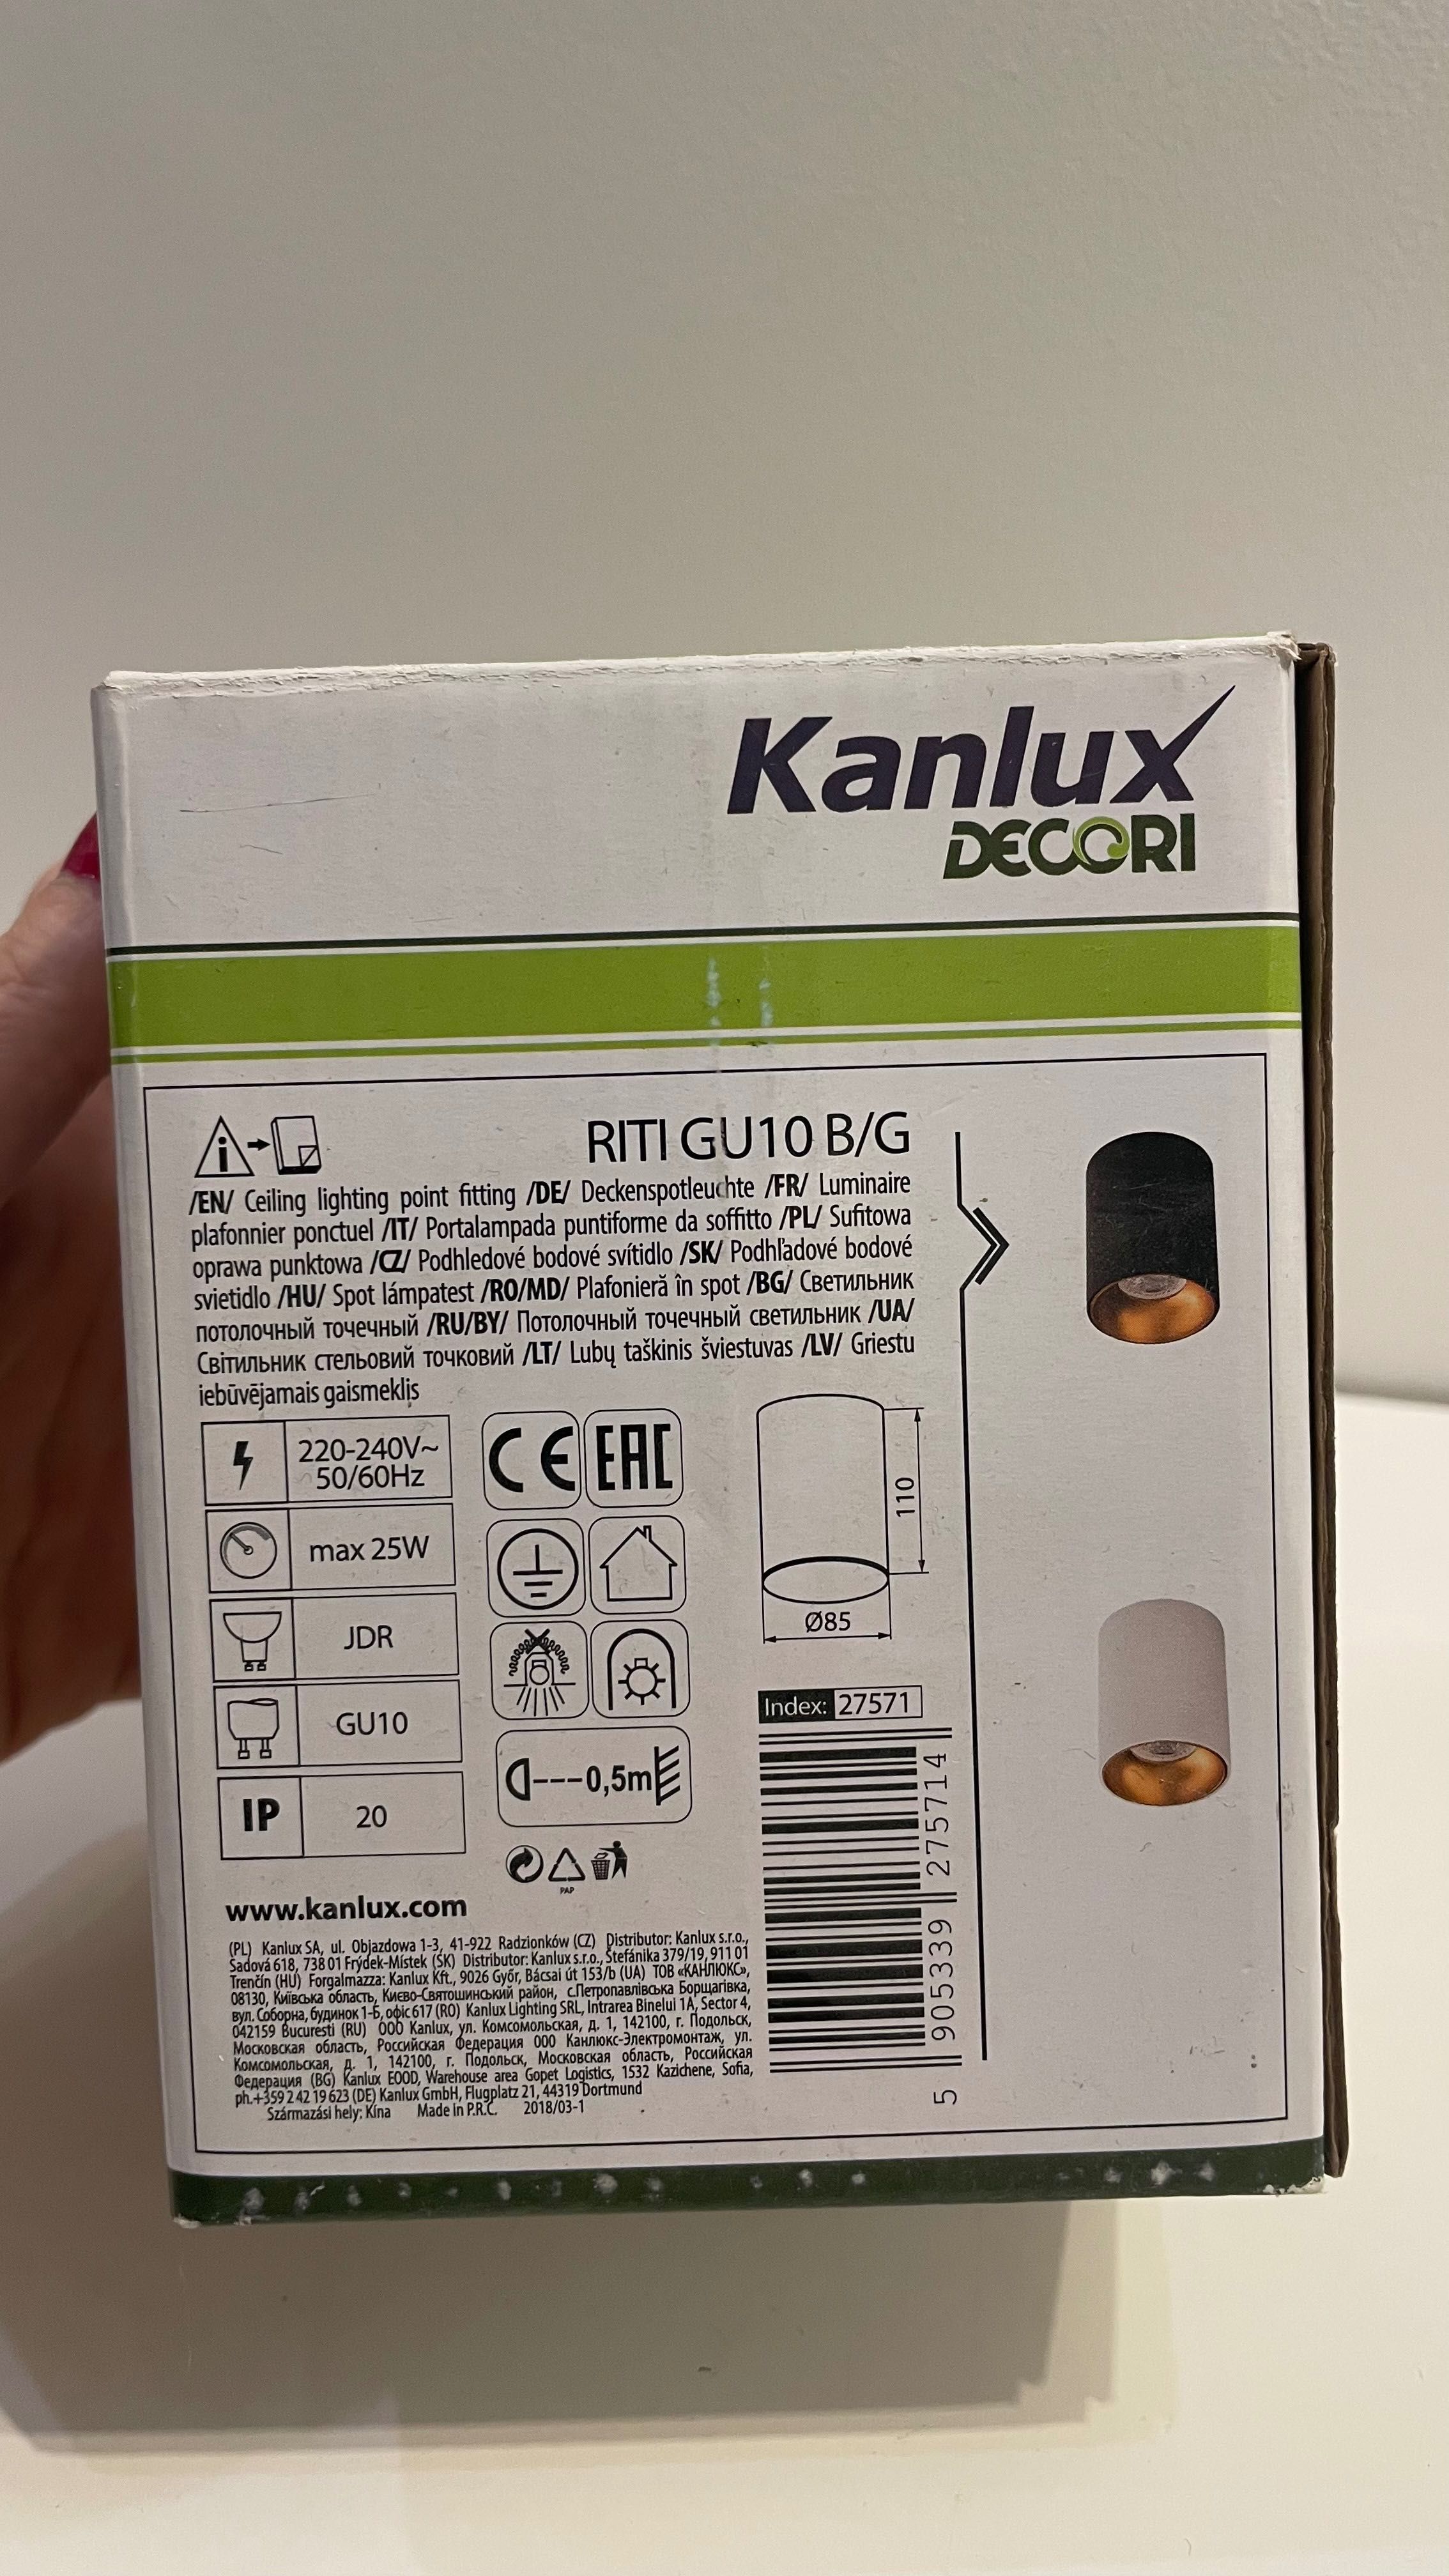 Kanlux
DECORI
RITI GU10 B/G
/EN/ Ceiling lighting point fitting /DE/ Deckenspotleuchte /FR/ Luminaire
plafonnier ponctuel /IT/ Portalampada puntiforme da soffitto /PL/ Sufitowa
oprawa punktowa /CZ/ Podhledové bodové svítidlo /SK/ Podhľadové bodové
svietidlo /HU/ Spot lámpatest /RO/MD/ Plafonieră în spot /BG/ Светильник
потолочный точечный /RU/BY/ Потолочный точечный светильник /UA/
Світильник стельовий точковий /LT/ Lubų taškinis šviestuvas /LV/ Griestu
iebūvējamais gaismeklis
220-240V~
50/60Hz
max 25W
JDR
GU10
IP 20
CE EAC
0,5m
PAP
110
Ø85
Index: 27571
5 905339 275714
www.kanlux.com
(PL) Kanlux SA, ul. Objazdowa 1-3, 41-922 Radzionków (CZ) Distributor: Kanlux s.r.o.,
Sadová 618, 738 01 Frýdek-Místek (SK) Distributor: Kanlux s.r.o., Štefánika 379/19, 911 01
Trenčín (HU) Forgalmazza: Kanlux Kft., 9026 Győr, Bácsai út 153/b (UA) ТОВ «КАНЛЮКС»,
08130, Київська область, Києво-Святошинський район, с.Петропавлівська Борщагівка,
вул. Соборна, будинок 1-Б, офіс 617 (RO) Kanlux Lighting SRL, Intrarea Binelui 1A, Sector 4,
042159 Bucuresti (RU) ООО Kanlux, ул. Комсомольская, д. 1, 142100, г. Подольск,
Московская область, Российская Федерация ООО Канлюкс-Электромонтаж, ул.
Комсомольская, д. 1, 142100, г. Подольск, Московская область, Российская
Федерация (BG) Kanlux EOOD, Warehouse area Gopet Logistics, 1532 Kazichene, Sofia,
ph.+359 2 42 19 623 (DE) Kanlux GmbH, Flugplatz 21, 44319 Dortmund
Származási hely: Kína Made in P.R.C. 2018/03-1